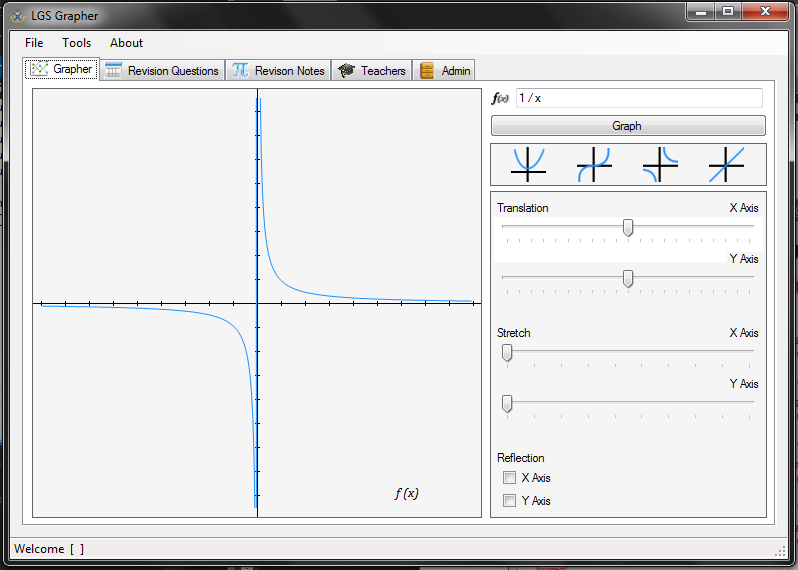 LGS Grapher
File Tools About
Grapher Revision Questions Revison Notes Teachers Admin
f(x) 1/x
Graph
Translation X Axis
Y Axis
Stretch X Axis
Y Axis
Reflection
X Axis
Y Axis
f(x)
Welcome [ ]